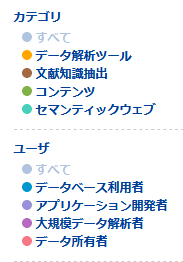 カテゴリ
すべて
データ解析ツール
文献知識抽出
コンテンツ
セマンティックウェブ
ユーザ
すべて
データベース利用者
アプリケーション開発者
大規模データ解析者
データ所有者